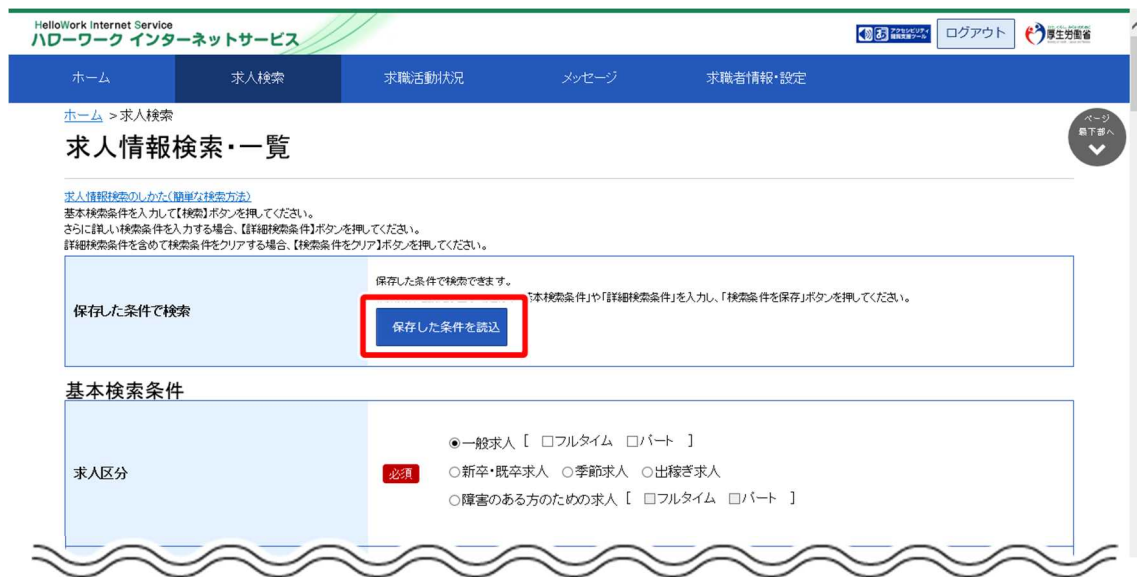 HelloWork Internet Service
ハローワーク インターネットサービス
アクセシビリティ
閲覧支援ツール
ログアウト
厚生労働省
ホーム
求人検索
求職活動状況
メッセージ
求職者情報・設定
ホーム >求人検索
ページ
最下部へ
求人情報検索・一覧
求人情報検索のしかた(簡単な検索方法)
基本検索条件を入力して【検索】ボタンを押してください。
さらに詳しい検索条件を入力する場合、【詳細検索条件】ボタンを押してください。
詳細検索条件を含めて検索条件をクリアする場合、【検索条件をクリア】ボタンを押してください。
保存した条件で検索
保存した条件で検索できます。
基本検索条件」や「詳細検索条件」を入力し、「検索条件を保存」ボタンを押してください。
保存した条件を読込
基本検索条件
求人区分
必須
◉一般求人 [ □フルタイム □パート ]
○新卒・既卒求人 ○季節求人 ○出稼ぎ求人
○障害のある方のための求人 [ □フルタイム □パート ]